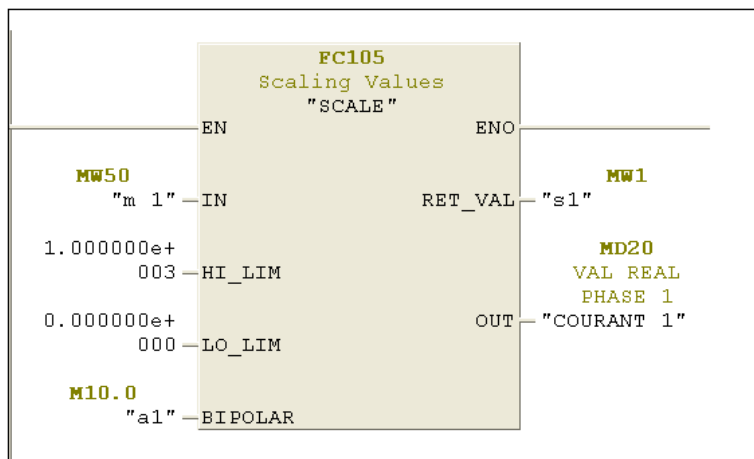 FC105
Scaling Values
"SCALE"
EN ENO
MW50 MW1
"m 1" IN RET_VAL "s1"
1.000000e+ MD20
003 HI_LIM VAL REAL
PHASE 1
0.000000e+ OUT "COURANT 1"
000 LO_LIM
M10.0
"a1" BIPOLAR